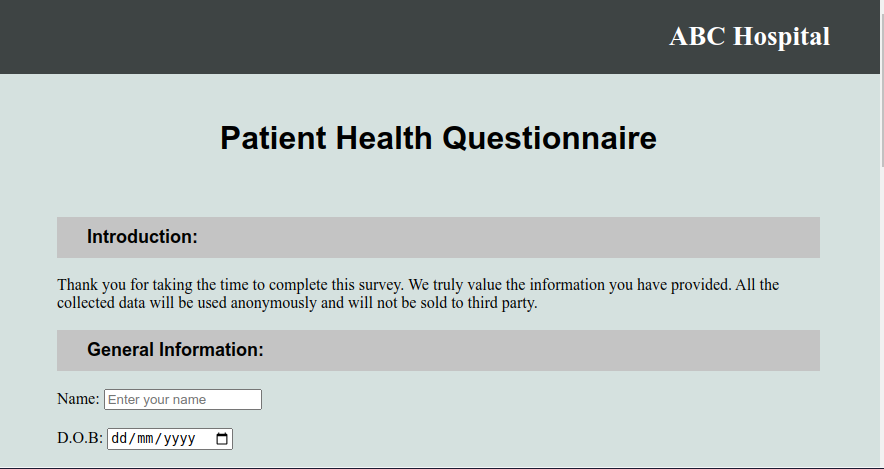 ABC Hospital
Patient Health Questionnaire
Introduction:
Thank you for taking the time to complete this survey. We truly value the information you have provided. All the
collected data will be used anonymously and will not be sold to third party.
General Information:
Name: Enter your name
D.O.B: dd/mm/yyyy